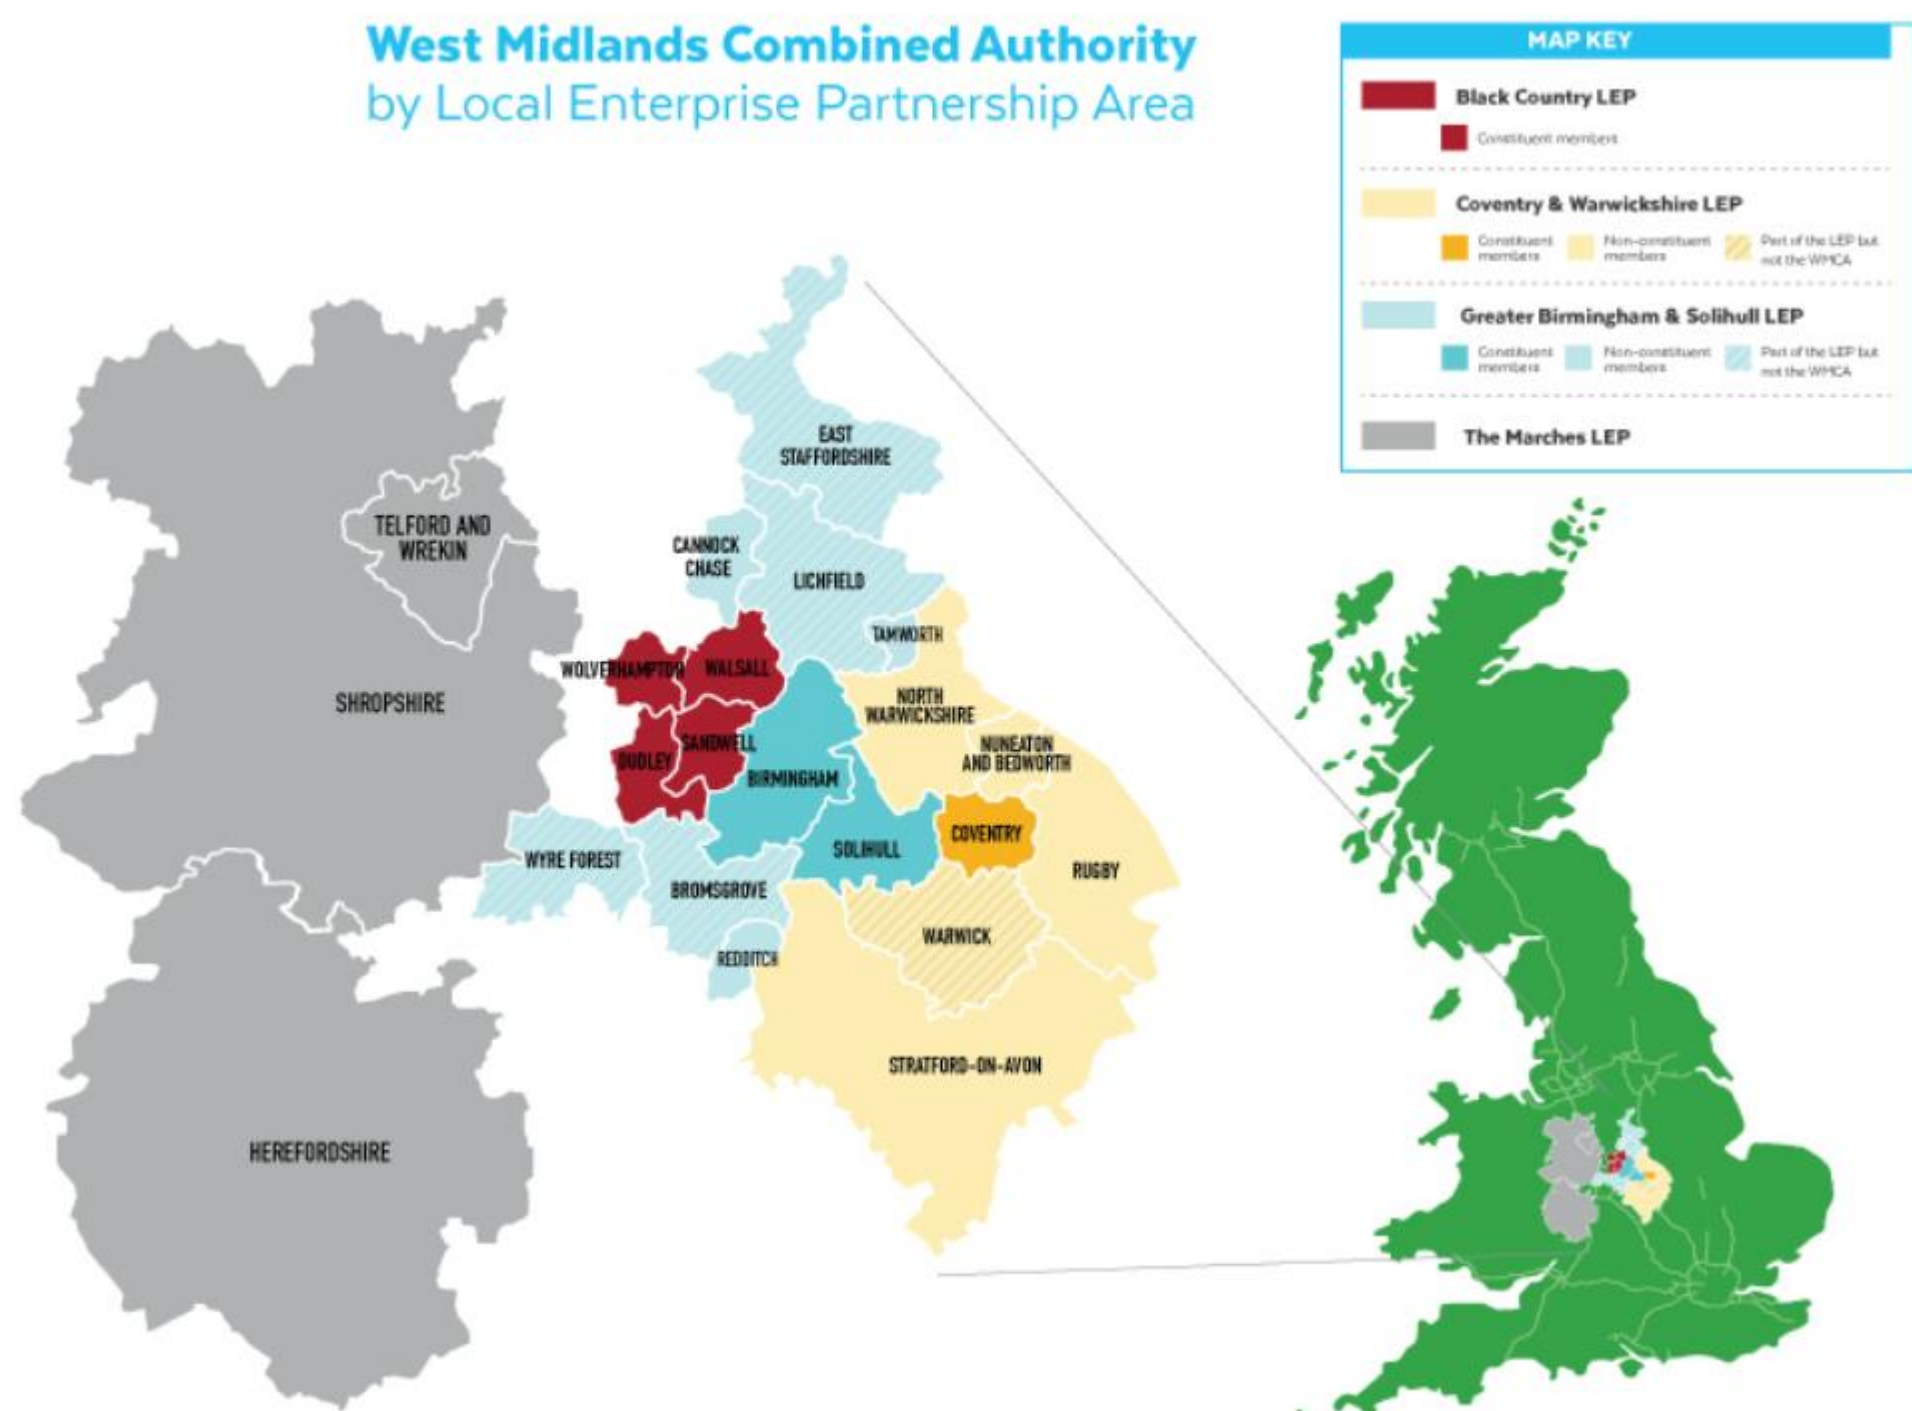 West Midlands Combined Authority
by Local Enterprise Partnership Area
MAP KEY
Black Country LEP
Constituent members
Coventry & Warwickshire LEP
Constituent
members
Non-constituent
members
Part of the LEP but
not the WMCA
Greater Birmingham & Solihull LEP
Constituent
members
Non-constituent
members
Part of the LEP but
not the WMCA
The Marches LEP
EAST
STAFFORDSHIRE
TELFORD AND
WREKIN
CANNOCK
CHASE
LICHFIELD
TAMWORTH
WOLVERHAMPTON
WALSALL
SHROPSHIRE
NORTH
WARWICKSHIRE
SANDWELL
DUDLEY
NUNEATON
AND BEDWORTH
BIRMINGHAM
COVENTRY
SOLIHULL
WYRE FOREST
RUGBY
BROMSGROVE
WARWICK
REDDITCH
STRATFORD-ON-AVON
HEREFORDSHIRE